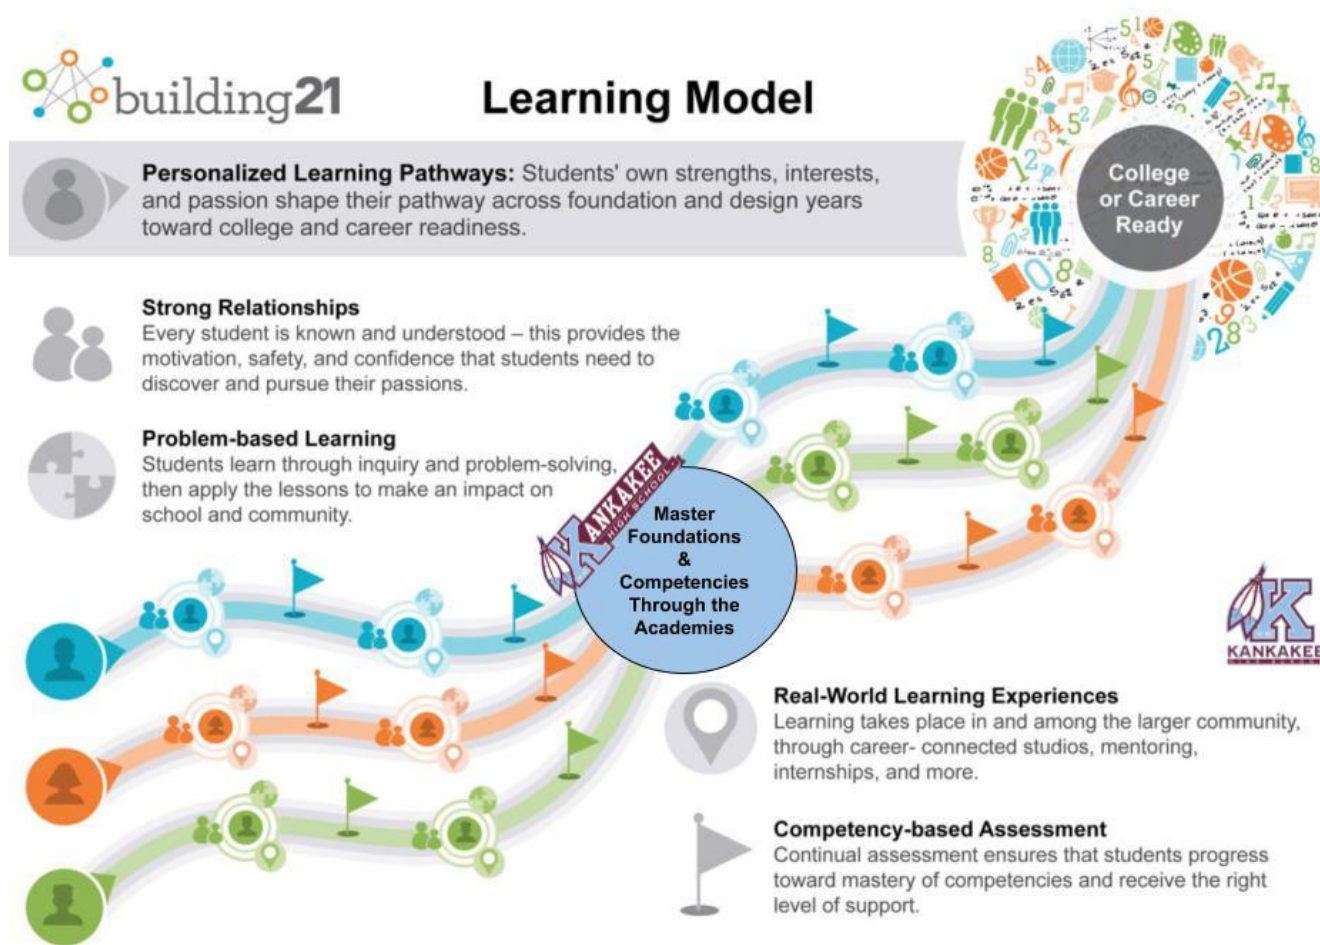 building21
Learning Model
Personalized Learning Pathways: Students' own strengths, interests,
and passion shape their pathway across foundation and design years
toward college and career readiness.
College
or Career
Ready
Strong Relationships
Every student is known and understood – this provides the
motivation, safety, and confidence that students need to
discover and pursue their passions.
Problem-based Learning
Students learn through inquiry and problem-solving,
then apply the lessons to make an impact on
school and community.
KANKAKEE
HIGH SCHOOL
K
Master
Foundations
&
Competencies
Through the
Academies
K
KANKAKEE
HIGH SCHOOL
Real-World Learning Experiences
Learning takes place in and among the larger community,
through career- connected studios, mentoring,
internships, and more.
Competency-based Assessment
Continual assessment ensures that students progress
toward mastery of competencies and receive the right
level of support.